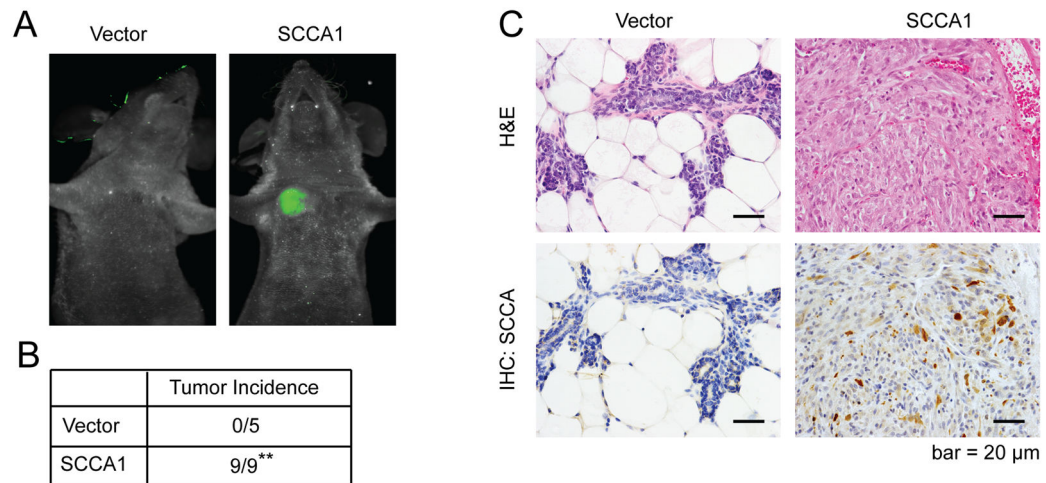 A
Vector SCCA1
B
Tumor Incidence
Vector 0/5
SCCA1 9/9**
C
Vector SCCA1
H&E
IHC: SCCA
bar = 20 µm